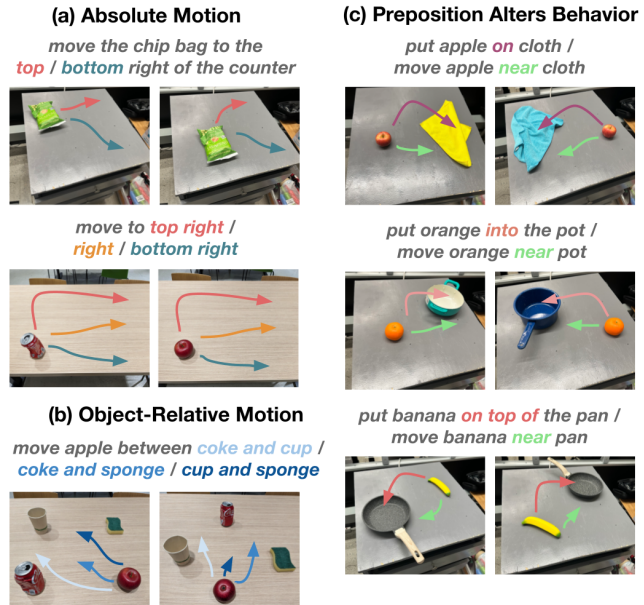 (a) Absolute Motion
move the chip bag to the
top / bottom right of the counter
move to top right /
right / bottom right
(b) Object-Relative Motion
move apple between coke and cup /
coke and sponge / cup and sponge
(c) Preposition Alters Behavior
put apple on cloth /
move apple near cloth
put orange into the pot /
move orange near pot
put banana on top of the pan /
move banana near pan